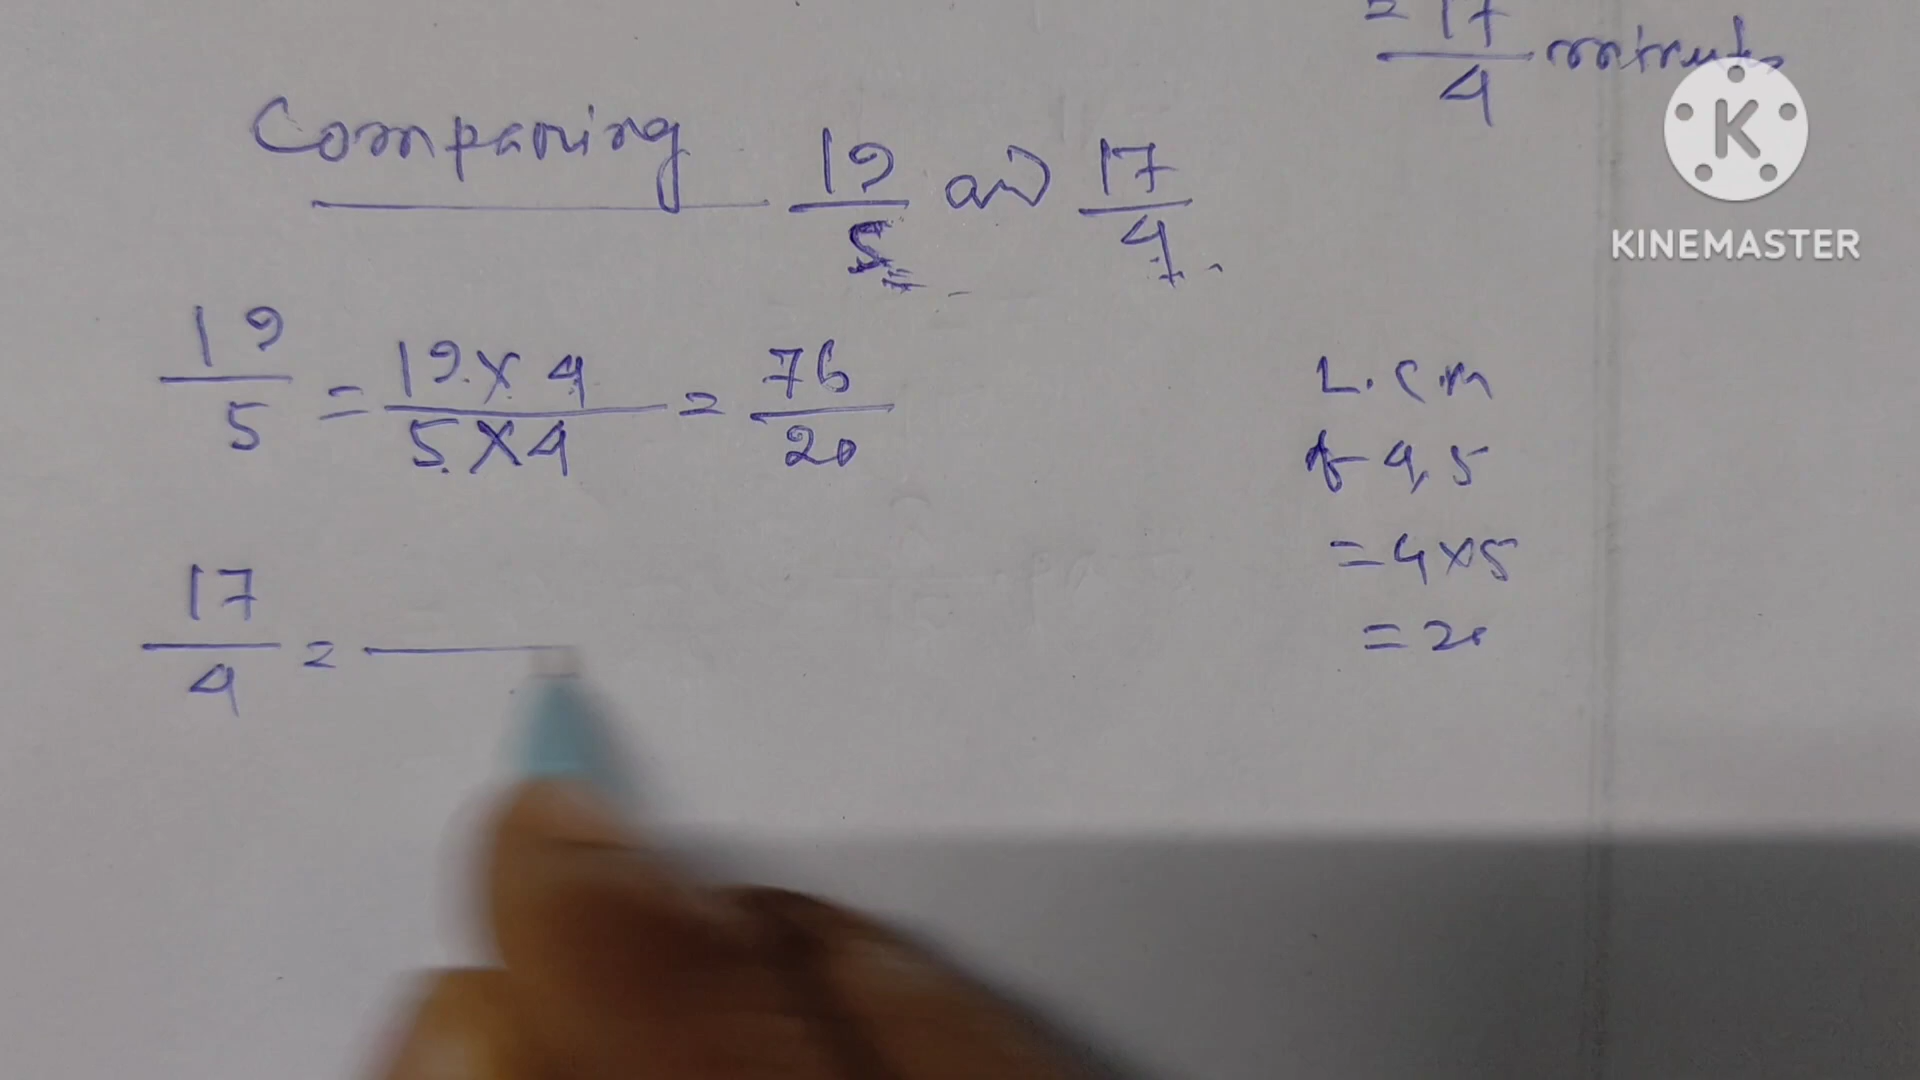 = 17
4 minutes
KINEMASTER
Comparing 19/5 and 17/4.
19/5 = 19 x 4 / 5 x 4 = 76/20
L.C.M
of 4, 5
= 4 x 5
= 20
17/4 =